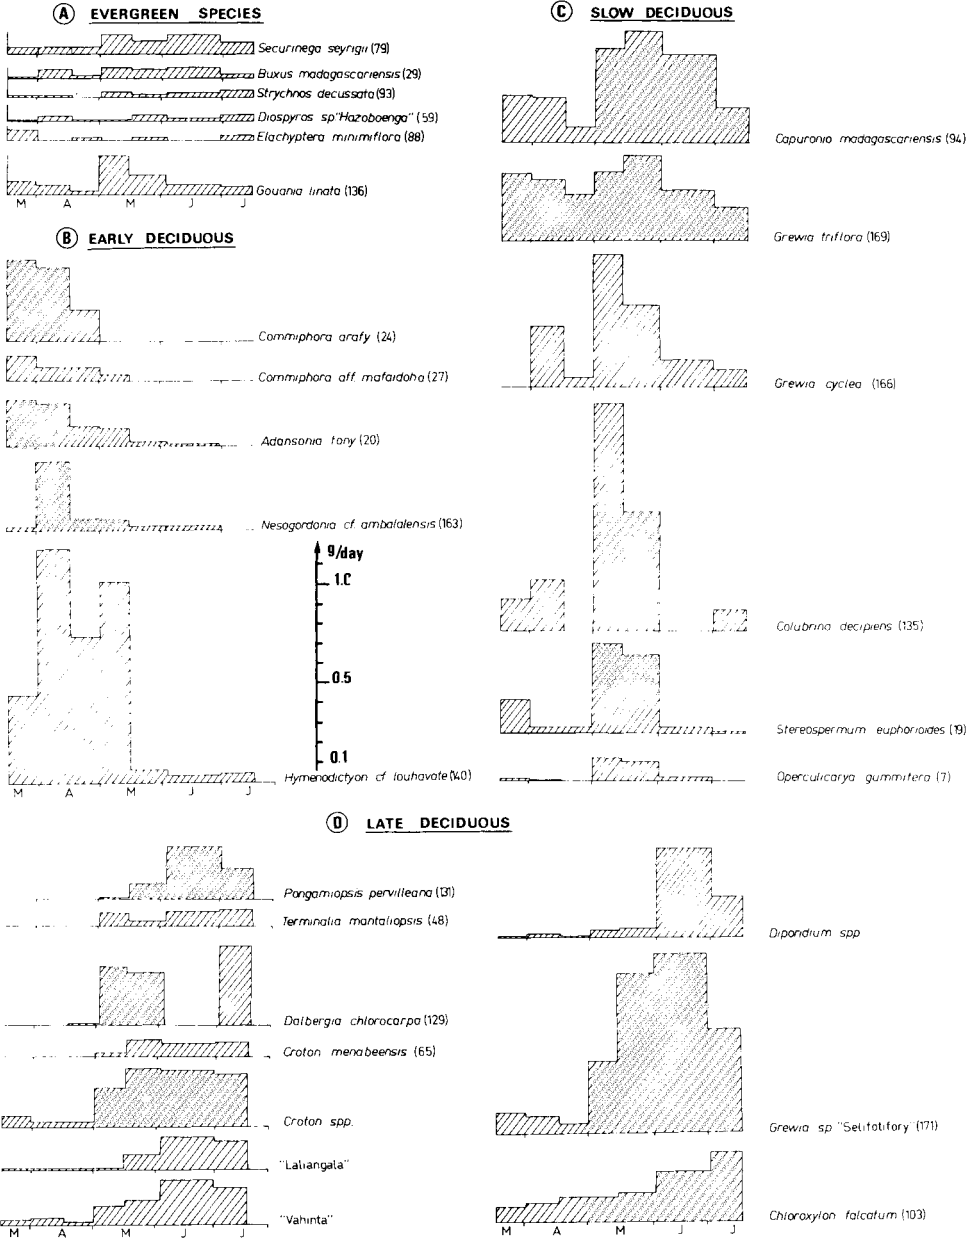 A EVERGREEN SPECIES
Securinega seyrigii (79)
Buxus madagascariensis (29)
Strychnos decussata (93)
Diospyros sp "Hazoboenga" (59)
Elachyptera minimiflora (88)
Gouania linata (136)
M A M J J
B EARLY DECIDUOUS
Commiphora arafy (24)
Commiphora aff. mafaidoha (27)
Adansonia fony (20)
Nesogordonia cf. ambalalensis (163)
g/day
1.0
0.5
0.1
Hymenodictyon cf louhavate (140)
M A M J J
C SLOW DECIDUOUS
Capuronia madagascariensis (94)
Grewia triflora (169)
Grewia cyclea (166)
Colubrina decipiens (135)
Stereospermum euphorioides (19)
Operculicarya gummifera (7)
D LATE DECIDUOUS
Pongamiopsis pervilleana (131)
Terminalia mantaliopsis (48)
Dalbergia chlorocarpa (129)
Croton menabeensis (65)
Croton spp.
"Laliangala"
"Vahinta"
M A M J J
Dipondium spp
Grewia sp "Selifotifory" (171)
Chloroxylon falcatum (103)
M A M J J